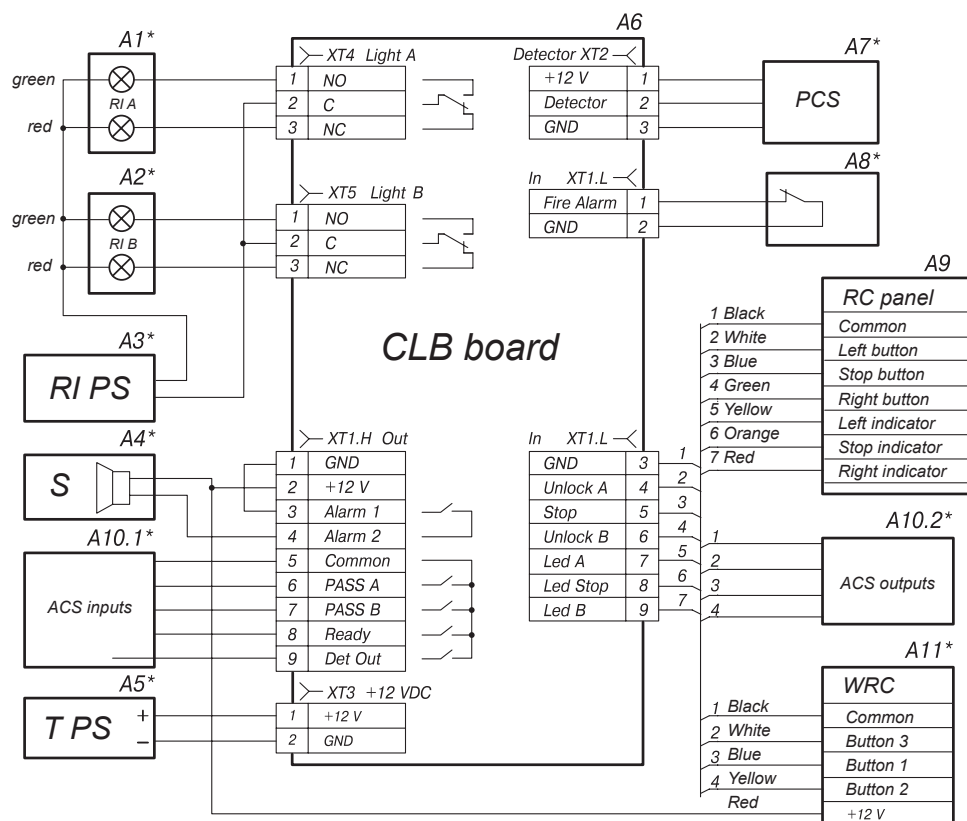 A1*
green
RI A
red
A2*
green
RI B
red
A3*
RI PS
A4*
S
A10.1*
ACS inputs
A5*
T PS
+
–
A6
XT4 Light A
1 NO
2 C
3 NC
XT5 Light B
1 NO
2 C
3 NC
CLB board
XT1.H Out
1 GND
2 +12 V
3 Alarm 1
4 Alarm 2
5 Common
6 PASS A
7 PASS B
8 Ready
9 Det Out
XT3 +12 VDC
1 +12 V
2 GND
Detector XT2
+12 V 1
Detector 2
GND 3
In XT1.L
Fire Alarm 1
GND 2
In XT1.L
GND 3
Unlock A 4
Stop 5
Unlock B 6
Led A 7
Led Stop 8
Led B 9
1
2
3
4
5
6
7
A7*
PCS
A8*
A9
RC panel
1 Black Common
2 White Left button
3 Blue Stop button
4 Green Right button
5 Yellow Left indicator
6 Orange Stop indicator
7 Red Right indicator
A10.2*
1
2
3
4
ACS outputs
A11*
WRC
1 Black Common
2 White Button 3
3 Blue Button 1
4 Yellow Button 2
Red +12 V